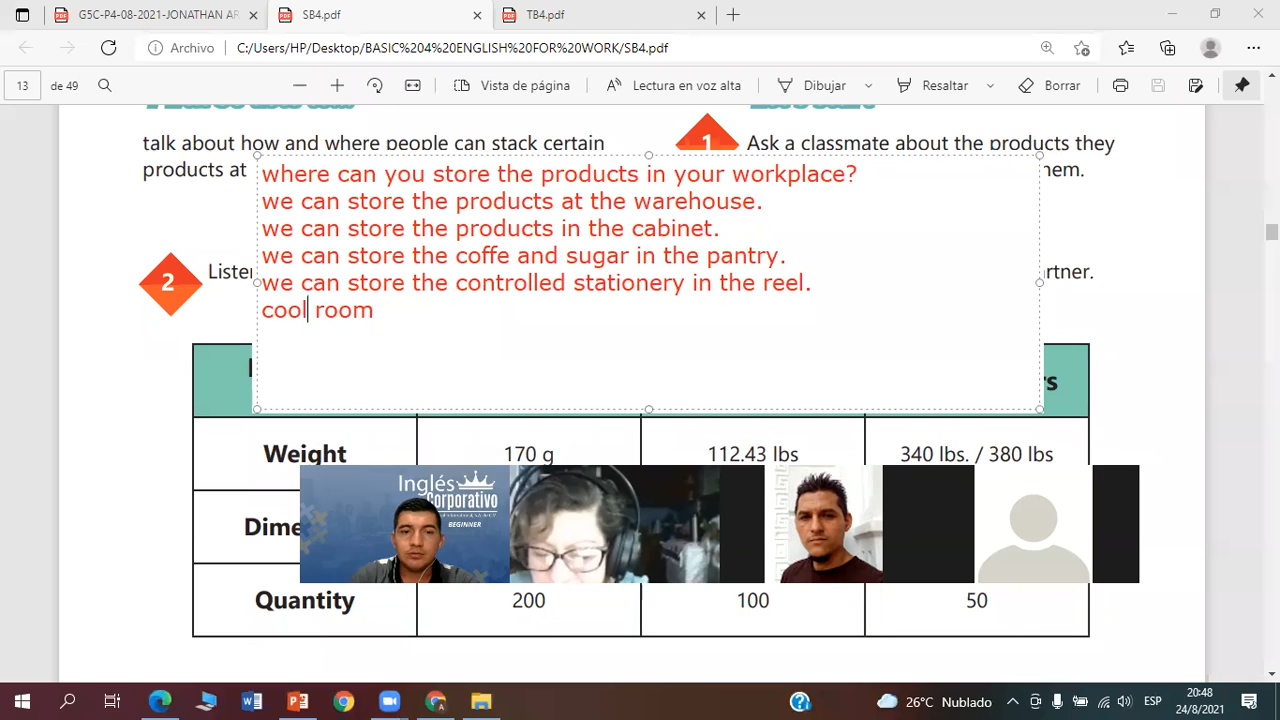 G5C-P4-08-2021-JONATHAN AR
SB4.pdf
TB4.pdf
Archivo
C:/Users/HP/Desktop/BASIC%204%20ENGLISH%20FOR%20WORK/SB4.pdf
13 de 49
Vista de página
Lectura en voz alta
Dibujar
Resaltar
Borrar
talk about how and where people can stack certain
products at
1
Ask a classmate about the products they
hem.
where can you store the products in your workplace?
we can store the products at the warehouse.
we can store the products in the cabinet.
we can store the coffe and sugar in the pantry.
we can store the controlled stationery in the reel.
cool room
2
Lister
artner.
rs
Weight
170 g
112.43 lbs
340 lbs. / 380 lbs
Dime
Quantity
200
100
50
Inglés
Corporativo
BEGINNER
26°C Nublado
ESP
20:48
24/8/2021